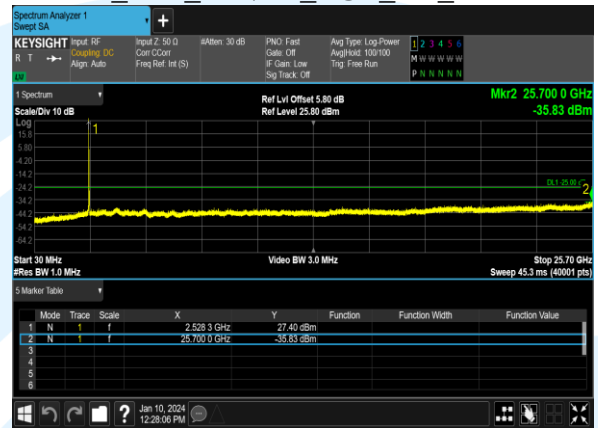 Spectrum Analyzer 1
Swept SA
KEYSIGHT Input: RF Input Z: 50 Ω #Atten: 30 dB PNO: Fast Avg Type: Log-Power 1 2 3 4 5 6
R T Coupling: DC Corr CCorr Gate: Off Avg|Hold: 100/100 M W W W W W
Align: Auto Freq Ref: Int (S) IF Gain: Low Trig: Free Run
LV Sig Track: Off P N N N N N
1 Spectrum Ref Lvl Offset 5.80 dB Mkr2 25.700 0 GHz
Scale/Div 10 dB Ref Level 25.80 dBm -35.83 dBm
Log
15.8
1
5.80
-4.20
-14.2
DL1 -25.00
-24.2
2
-34.2
-44.2
-54.2
-64.2
Start 30 MHz Video BW 3.0 MHz Stop 25.70 GHz
#Res BW 1.0 MHz Sweep 45.3 ms (40001 pts)
5 Marker Table
Mode Trace Scale X Y Function Function Width Function Value
1 N 1 f 2.528 3 GHz 27.40 dBm
2 N 1 f 25.700 0 GHz -35.83 dBm
3
4
5
6
? Jan 10, 2024
12:28:06 PM